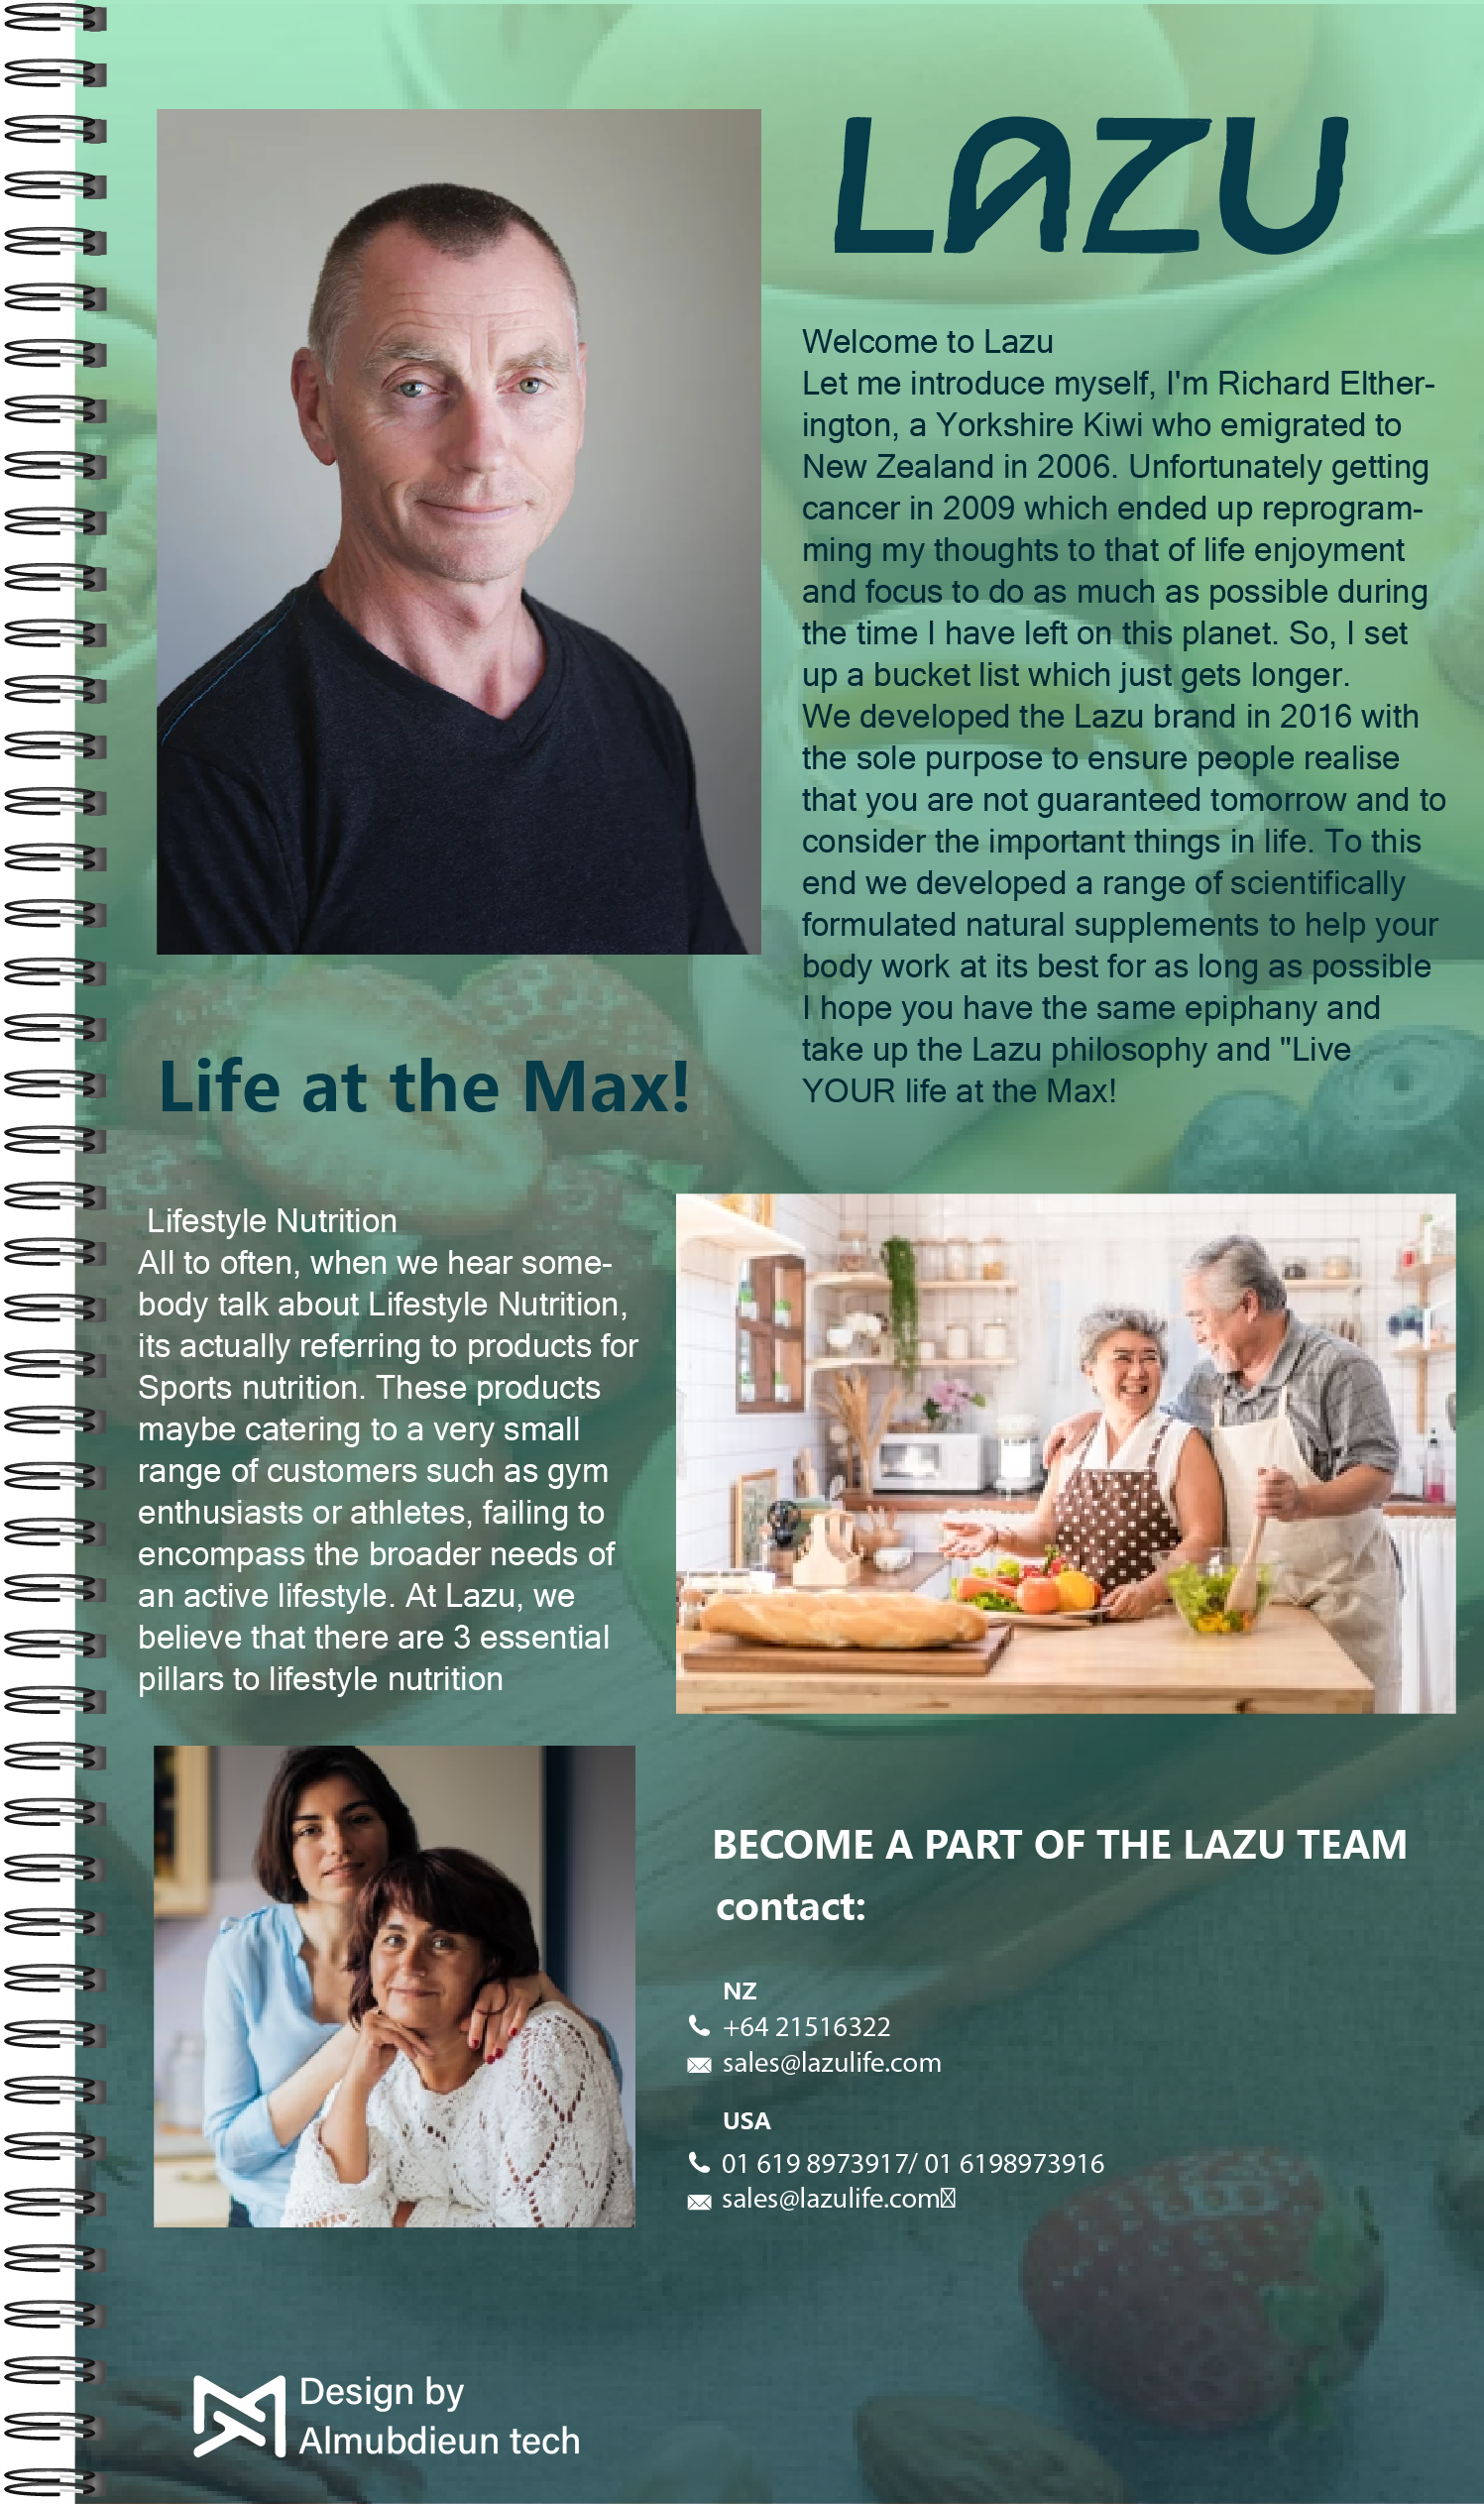 LAZU
Welcome to Lazu
Let me introduce myself, I'm Richard Elther-
ington, a Yorkshire Kiwi who emigrated to
New Zealand in 2006. Unfortunately getting
cancer in 2009 which ended up reprogram-
ming my thoughts to that of life enjoyment
and focus to do as much as possible during
the time I have left on this planet. So, I set
up a bucket list which just gets longer.
We developed the Lazu brand in 2016 with
the sole purpose to ensure people realise
that you are not guaranteed tomorrow and to
consider the important things in life. To this
end we developed a range of scientifically
formulated natural supplements to help your
body work at its best for as long as possible
I hope you have the same epiphany and
take up the Lazu philosophy and "Live
YOUR life at the Max!
Life at the Max!
Lifestyle Nutrition
All to often, when we hear some-
body talk about Lifestyle Nutrition,
its actually referring to products for
Sports nutrition. These products
maybe catering to a very small
range of customers such as gym
enthusiasts or athletes, failing to
encompass the broader needs of
an active lifestyle. At Lazu, we
believe that there are 3 essential
pillars to lifestyle nutrition
BECOME A PART OF THE LAZU TEAM
contact:
NZ
+64 21516322
sales@lazulife.com
USA
01 619 8973917/ 01 6198973916
sales@lazulife.com
Design by
Almubdieun tech